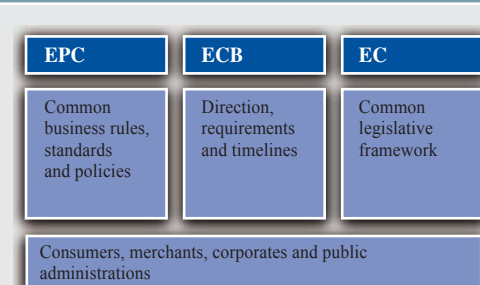 EPC
ECB
EC
Common
business rules,
standards
and policies
Direction,
requirements
and timelines
Common
legislative
framework
Consumers, merchants, corporates and public
administrations